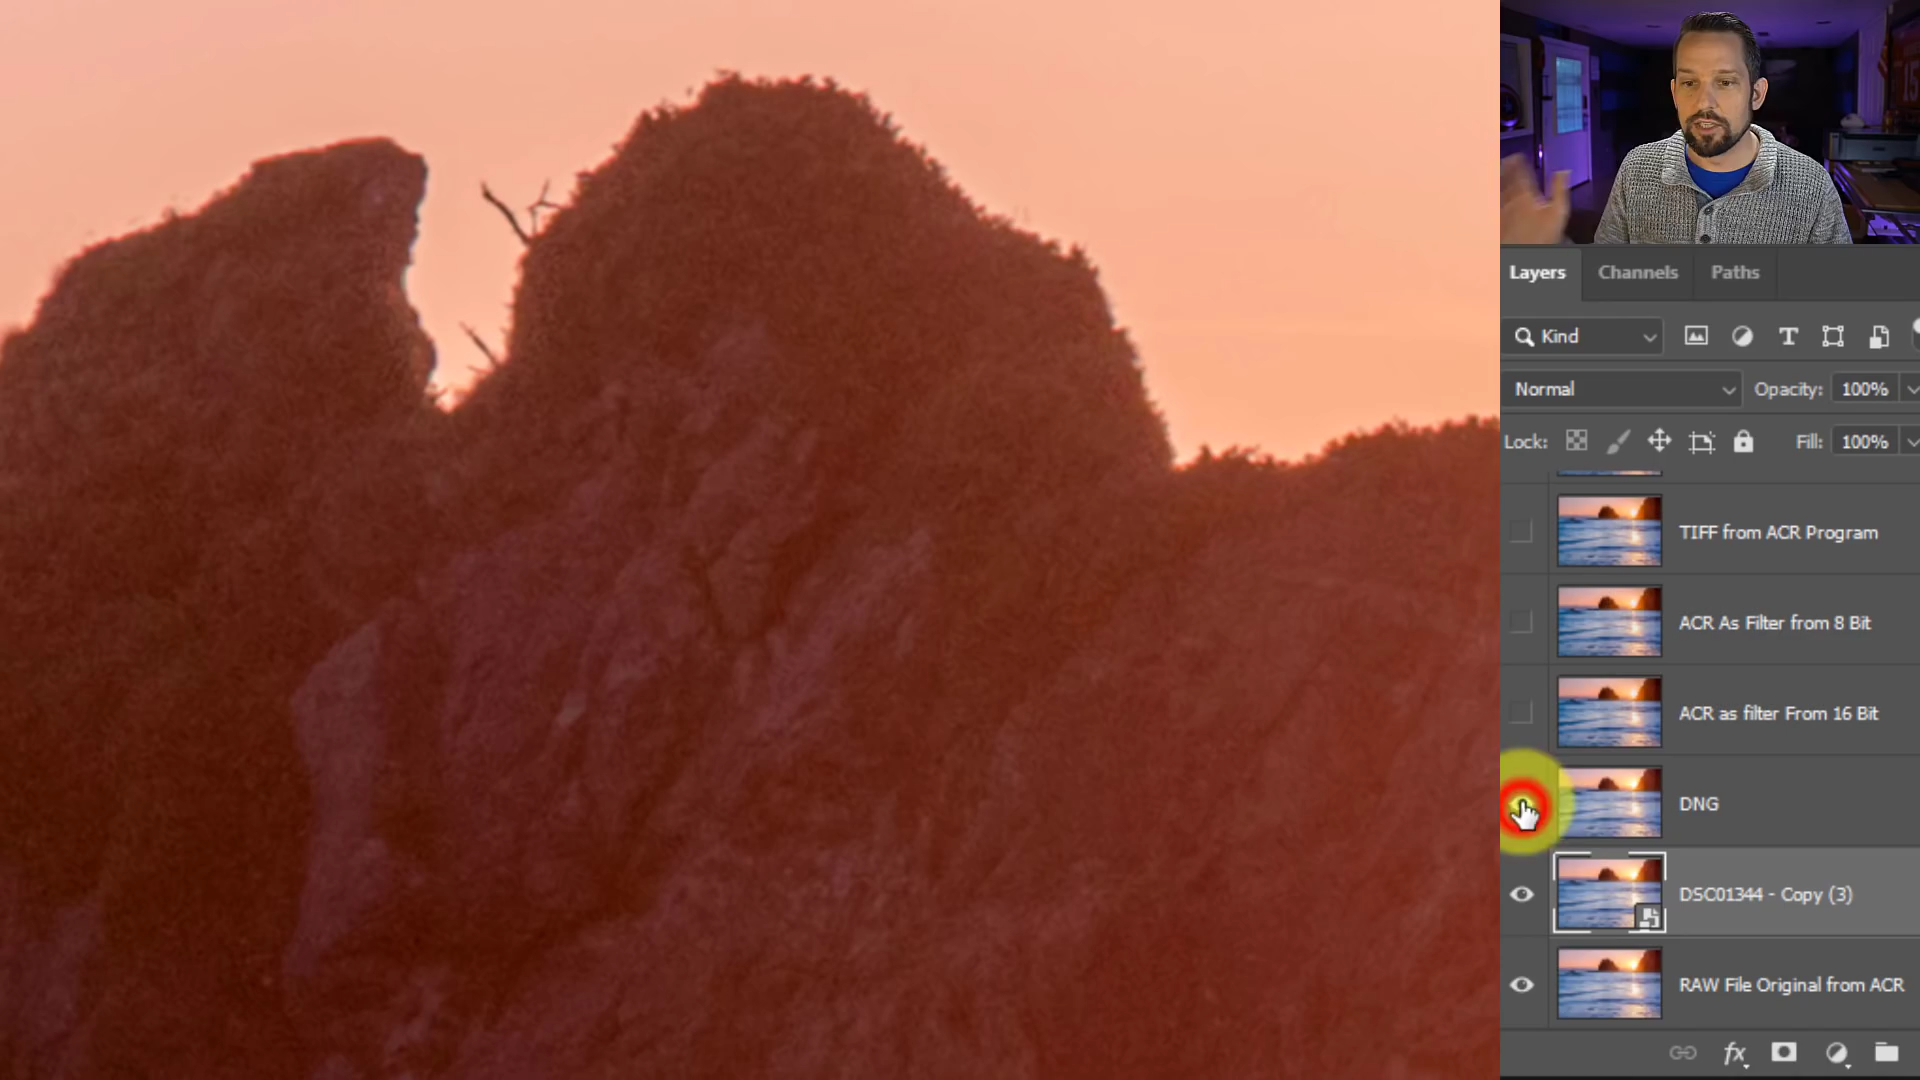 15
Layers Channels Paths
Kind
Normal Opacity: 100%
Lock: Fill: 100%
TIFF from ACR Program
ACR As Filter from 8 Bit
ACR as filter From 16 Bit
DNG
DSC01344 - Copy (3)
RAW File Original from ACR
fx